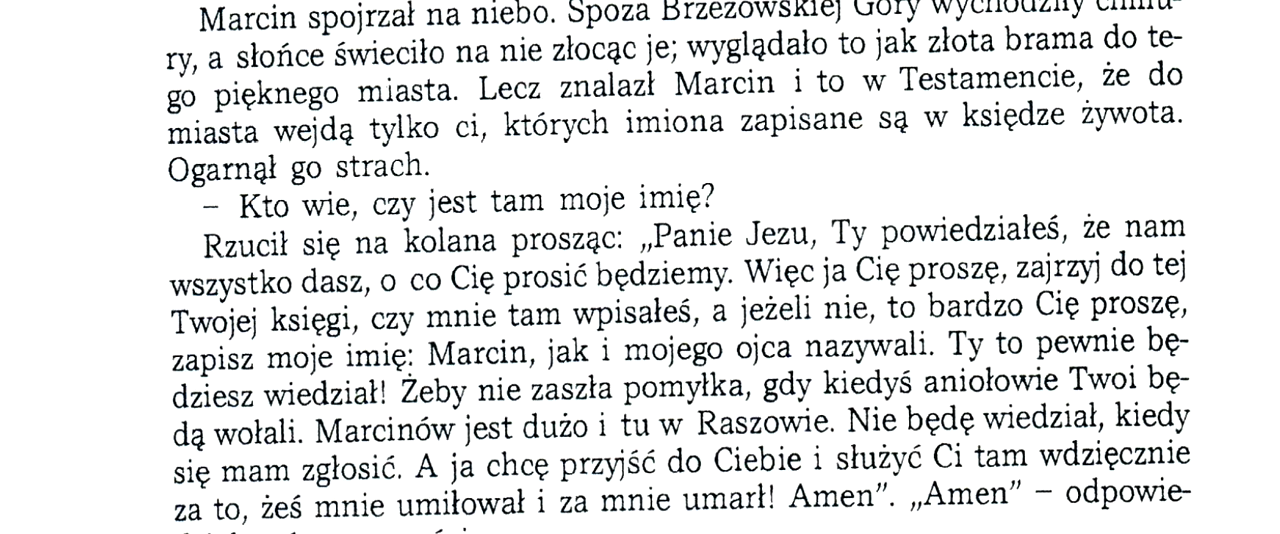 Marcin spojrzał na niebo. Spoza Brzezowskiej Góry wychodziły chmu-
ry, a słońce świeciło na nie złocąc je; wyglądało to jak złota brama do te-
go pięknego miasta. Lecz znalazł Marcin i to w Testamencie, że do
miasta wejdą tylko ci, których imiona zapisane są w księdze żywota.
Ogarnął go strach.
– Kto wie, czy jest tam moje imię?
Rzucił się na kolana prosząc: „Panie Jezu, Ty powiedziałeś, że nam
wszystko dasz, o co Cię prosić będziemy. Więc ja Cię proszę, zajrzyj do tej
Twojej księgi, czy mnie tam wpisałeś, a jeżeli nie, to bardzo Cię proszę,
zapisz moje imię: Marcin, jak i mojego ojca nazywali. Ty to pewnie bę-
dziesz wiedział! Żeby nie zaszła pomyłka, gdy kiedyś aniołowie Twoi bę-
dą wołali. Marcinów jest dużo i tu w Raszowie. Nie będę wiedział, kiedy
się mam zgłosić. A ja chcę przyjść do Ciebie i służyć Ci tam wdzięcznie
za to, żeś mnie umiłował i za mnie umarł! Amen”. „Amen” – odpowie-